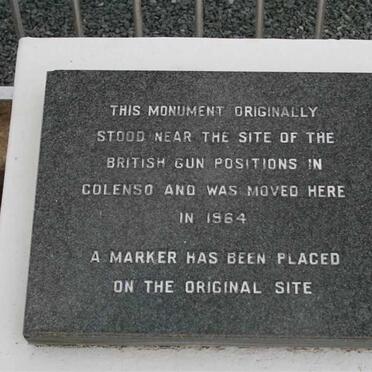 THIS MONUMENT ORIGINALLY
STOOD NEAR THE SITE OF THE
BRITISH GUN POSITIONS IN
COLENSO AND WAS MOVED HERE
IN 1964
A MARKER HAS BEEN PLACED
ON THE ORIGINAL SITE